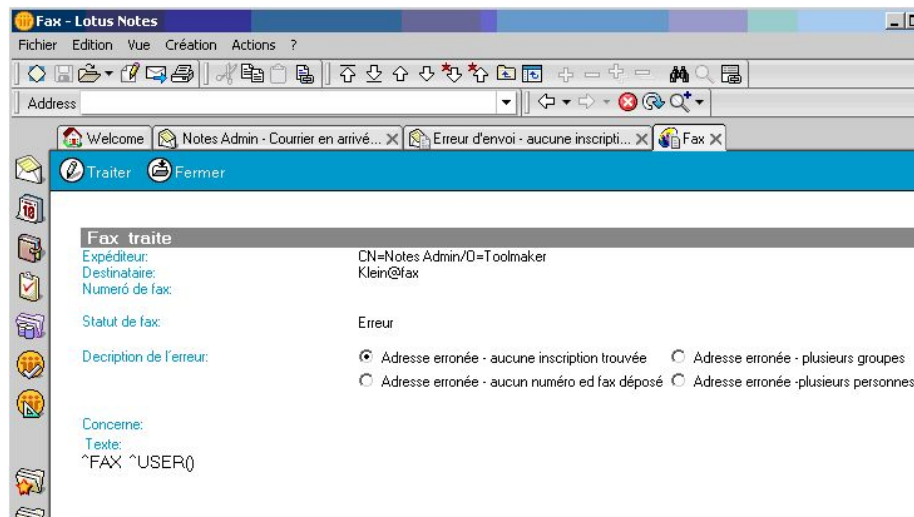 Fax - Lotus Notes
Fichier Edition Vue Création Actions ?
Address
Welcome Notes Admin - Courrier en arrivé... Erreur d'envoi - aucune inscripti... Fax
Traiter Fermer
Fax traite
Expéditeur: CN=Notes Admin/O=Toolmaker
Destinataire: Klein@fax
Numeró de fax:
Statut de fax: Erreur
Decription de l'erreur: Adresse erronée - aucune inscription trouvée Adresse erronée - plusieurs groupes
Adresse erronée - aucun numéro ed fax déposé Adresse erronée -plusieurs personnes
Concerne:
Texte:
^FAX ^USER()